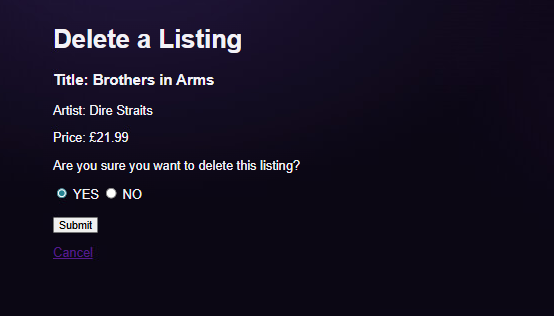 Delete a Listing
Title: Brothers in Arms
Artist: Dire Straits
Price: £21.99
Are you sure you want to delete this listing?
YES NO
Submit
Cancel